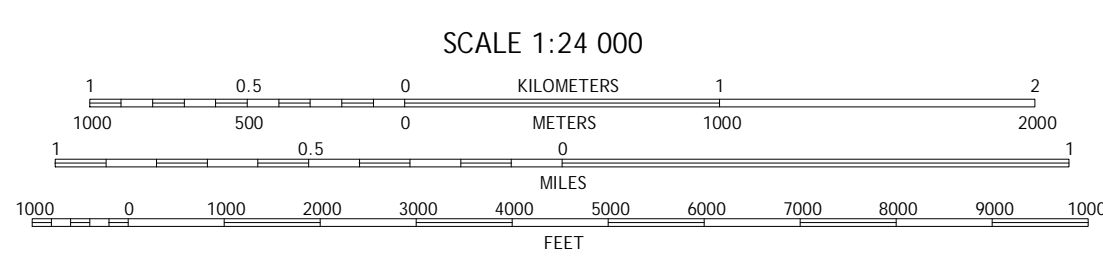 SCALE 1:24 000
1 0.5 0 KILOMETERS 1 2
1000 500 0 METERS 1000 2000
1 0.5 0 1
MILES
1000 0 1000 2000 3000 4000 5000 6000 7000 8000 9000 1000
FEET